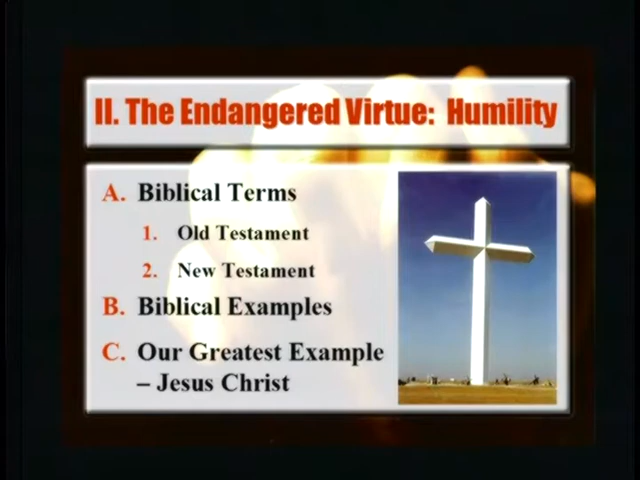 II. The Endangered Virtue: Humility
A. Biblical Terms
1. Old Testament
2. New Testament
B. Biblical Examples
C. Our Greatest Example
– Jesus Christ